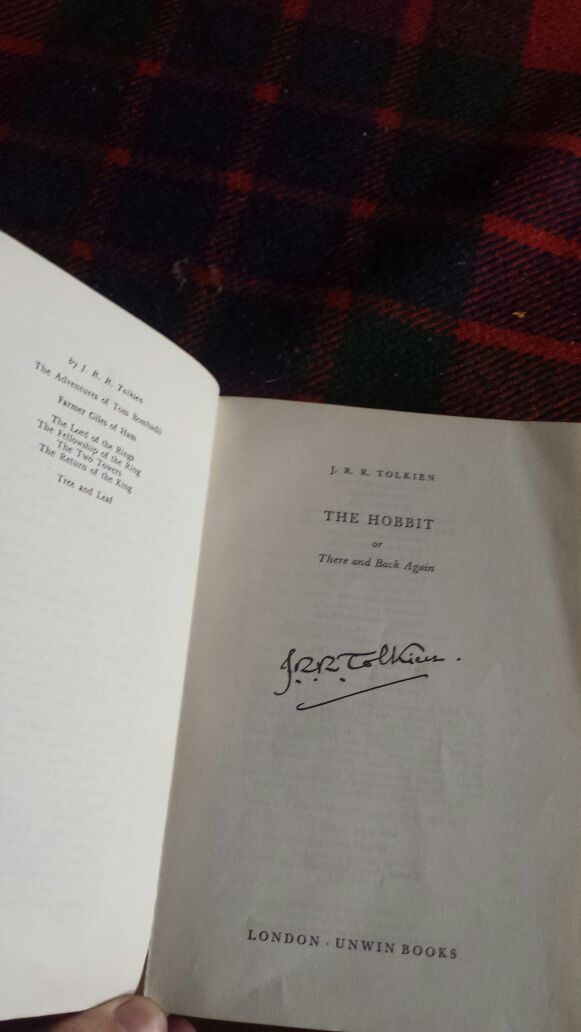 by J. R. R. Tolkien
The Adventures of Tom Bombadil
Farmer Giles of Ham
The Lord of the Rings
The Fellowship of the Ring
The Two Towers
The Return of the King
Tree and Leaf
J. R. R. TOLKIEN
THE HOBBIT
or
There and Back Again
JRRTolkien.
LONDON · UNWIN BOOKS